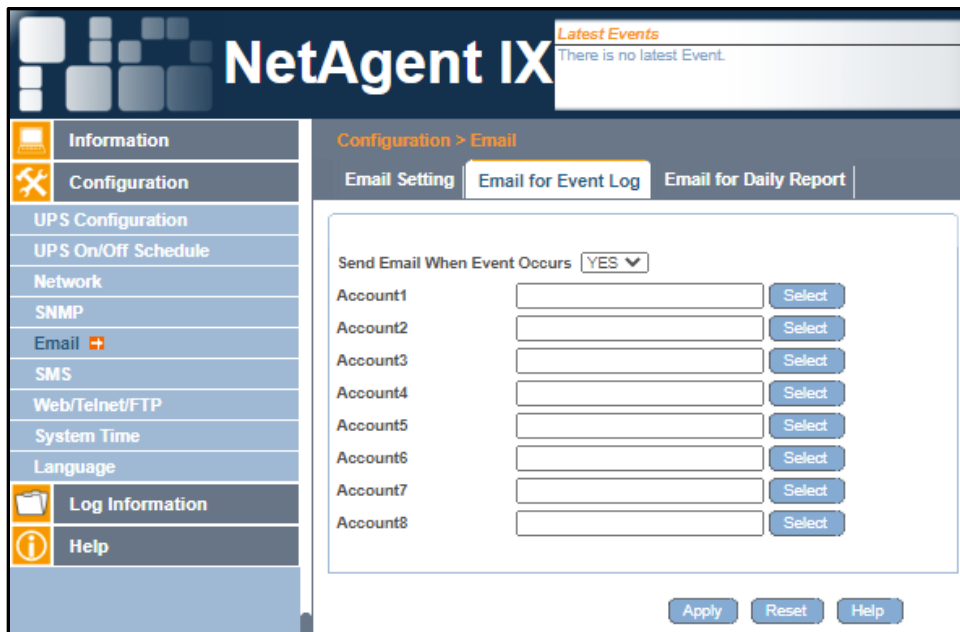 NetAgent IX
Latest Events
There is no latest Event.
Information
Configuration
UPS Configuration
UPS On/Off Schedule
Network
SNMP
Email
SMS
Web/Telnet/FTP
System Time
Language
Log Information
Help
Configuration > Email
Email Setting
Email for Event Log
Email for Daily Report
Send Email When Event Occurs YES
Account1 Select
Account2 Select
Account3 Select
Account4 Select
Account5 Select
Account6 Select
Account7 Select
Account8 Select
Apply Reset Help